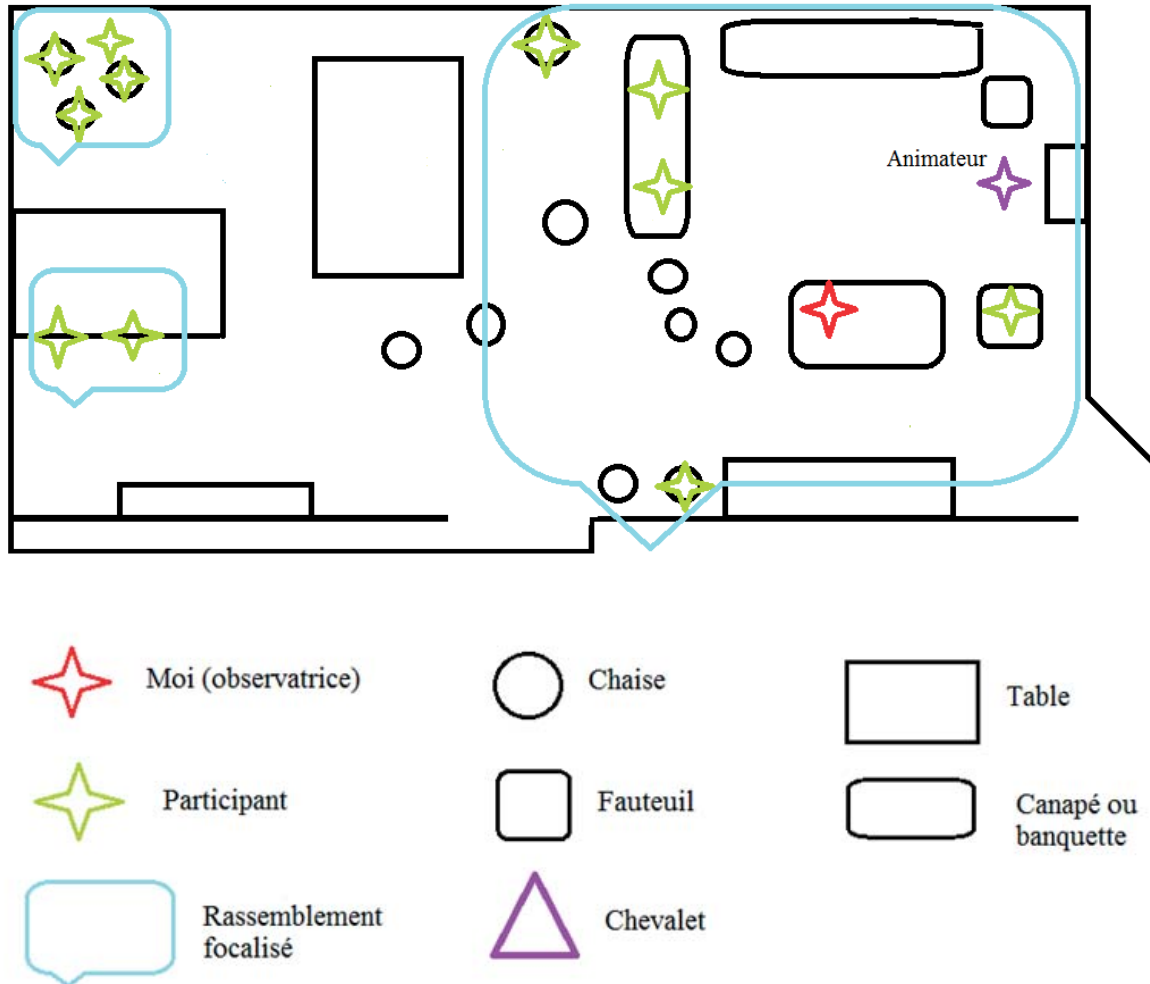 Animateur
Moi (observatrice)
Chaise
Table
Participant
Fauteuil
Canapé ou
banquette
Rassemblement
focalisé
Chevalet